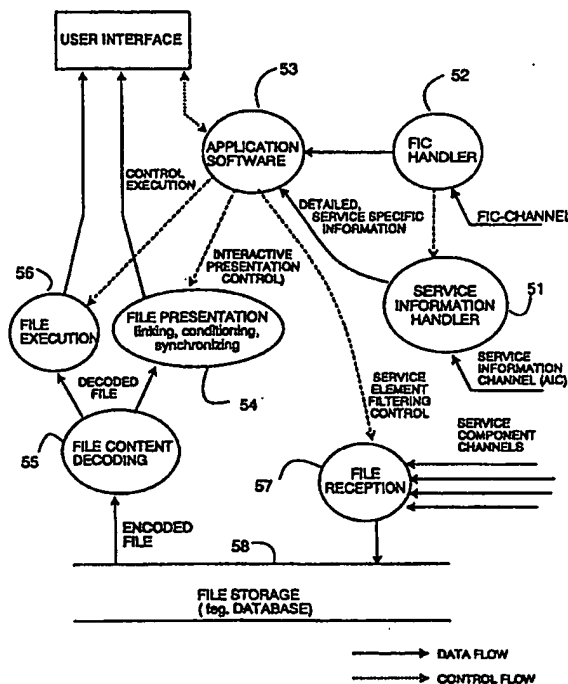 USER INTERFACE
53
52
APPLICATION
SOFTWARE
FIC
HANDLER
CONTROL
EXECUTION
DETAILED,
SERVICE SPECIFIC
INFORMATION
FIC-CHANNEL
56
INTERACTIVE
PRESENTATION
CONTROL)
SERVICE
INFORMATION
HANDLER
51
FILE
EXECUTION
FILE PRESENTATION
linking, conditioning,
synchronizing
SERVICE
INFORMATION
CHANNEL (AIC)
DECODED
FILE
54
SERVICE
ELEMENT
FILTERING
CONTROL
SERVICE
COMPONENT
CHANNELS
55
FILE CONTENT
DECODING
57
FILE
RECEPTION
ENCODED
FILE
58
FILE STORAGE
( feg. DATABASE)
DATA FLOW
CONTROL FLOW